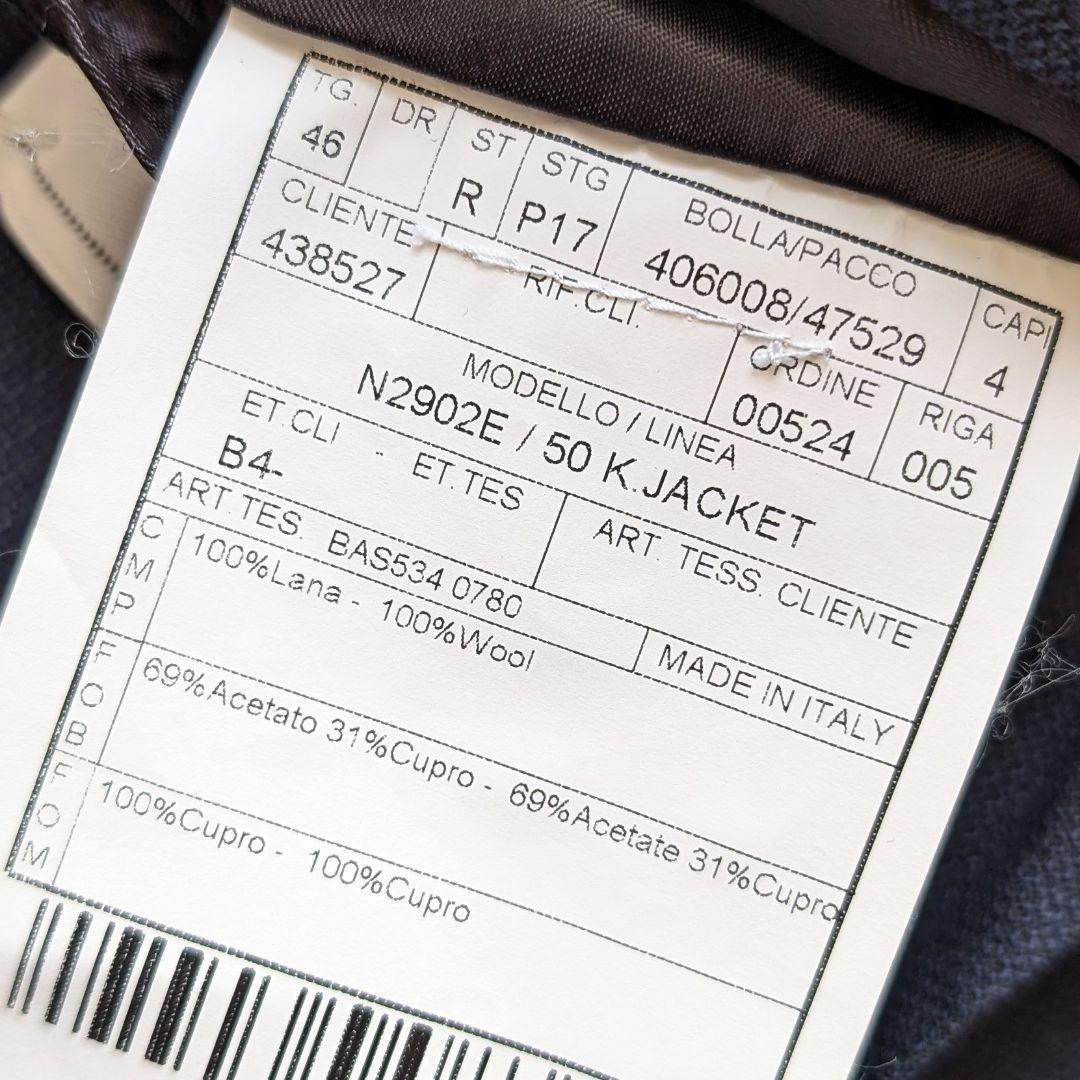 TG. DR. ST STG BOLLA/PACCO CAPI
46 R P17 406008/47529 4
CLIENTE RIF.CLI. ORDINE RIGA
438527 00524 005
MODELLO / LINEA
N2902E / 50 K.JACKET
ET.CLI - ET.TES ART. TESS. CLIENTE
B4-
ART.TES. BAS534 0780 MADE IN ITALY
CMP 100%Lana - 100%Wool
FOB 69%Acetato 31%Cupro - 69%Acetate 31%Cupro
FOM 100%Cupro - 100%Cupro